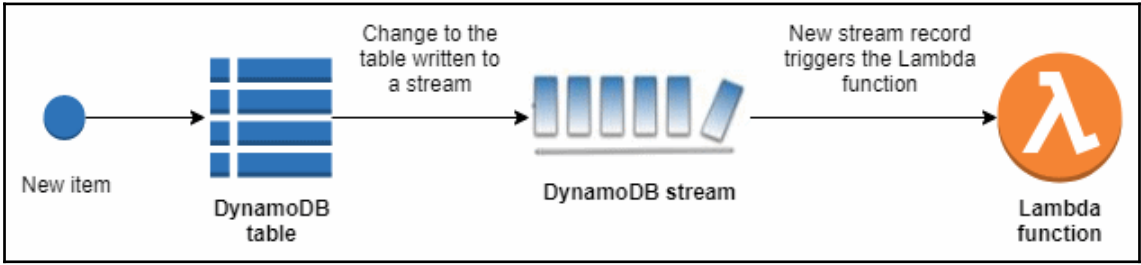 New item
DynamoDB
table
Change to the
table written to
a stream
DynamoDB stream
New stream record
triggers the Lambda
function
Lambda
function